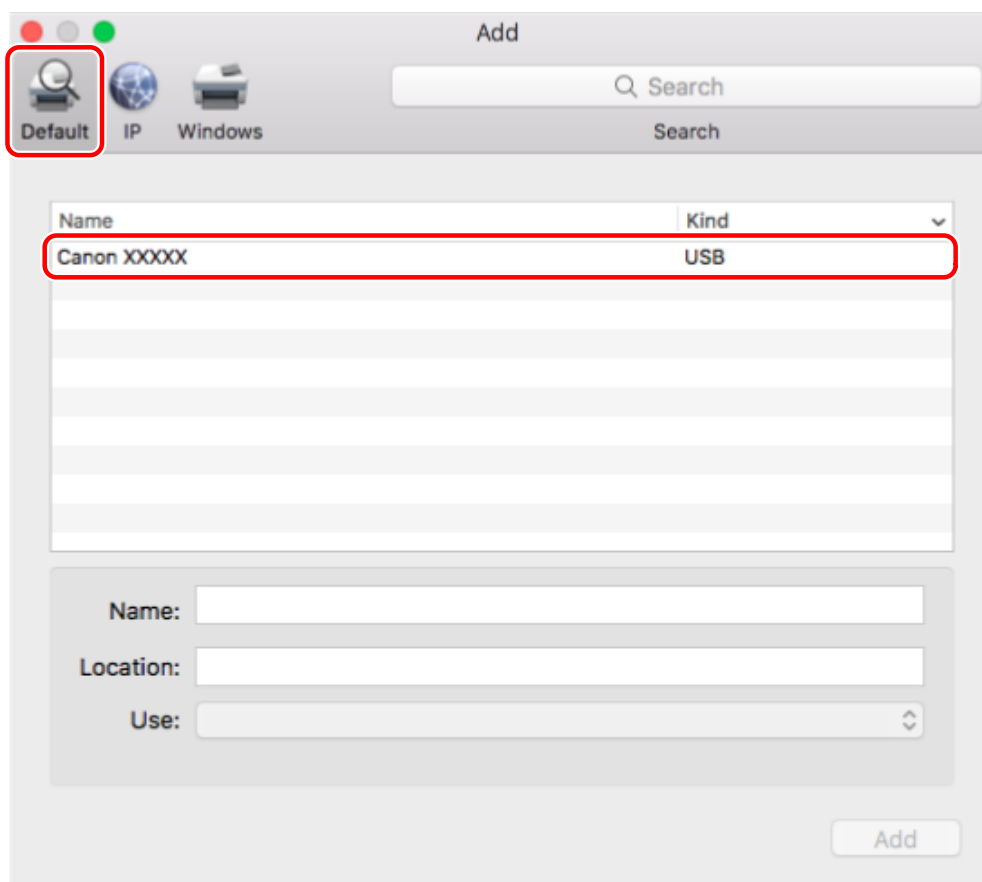 Add
Default IP Windows
Search
Search
Name Kind
Canon XXXXX USB
Name:
Location:
Use:
Add